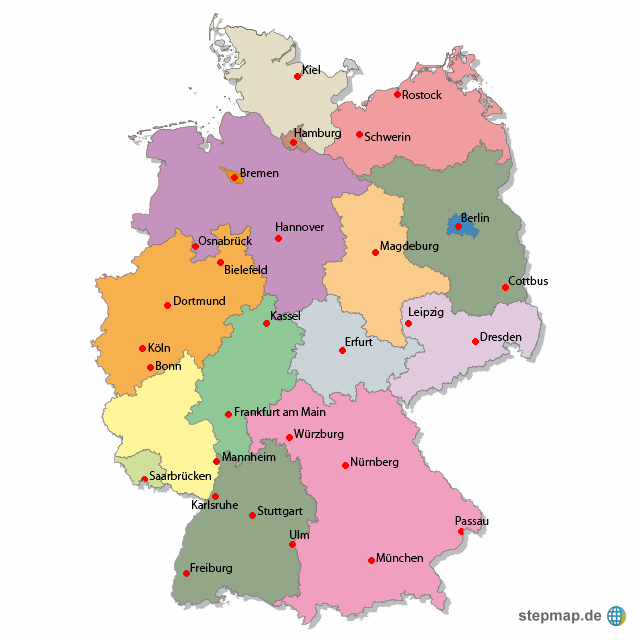 Kiel
Rostock
Hamburg
Schwerin
Bremen
Berlin
Hannover
Osnabrück
Magdeburg
Bielefeld
Cottbus
Dortmund
Leipzig
Kassel
Dresden
Erfurt
Köln
Bonn
Frankfurt am Main
Würzburg
Mannheim
Nürnberg
Saarbrücken
Karlsruhe
Stuttgart
Passau
Ulm
München
Freiburg
stepmap.de